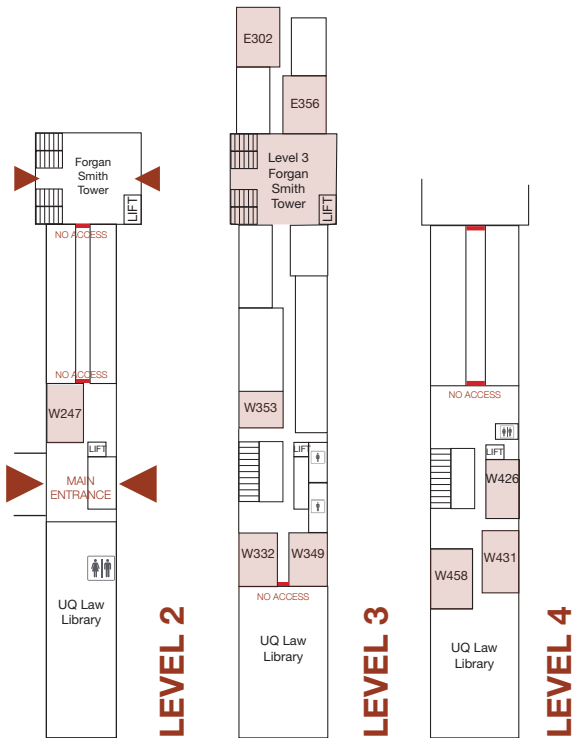 Forgan
Smith
Tower
LIFT
NO ACCESS
NO ACCESS
W247
LIFT
MAIN
ENTRANCE
UQ Law
Library
LEVEL 2
E302
E356
Level 3
Forgan
Smith
Tower
LIFT
W353
LIFT
W332
W349
NO ACCESS
UQ Law
Library
LEVEL 3
NO ACCESS
LIFT
W426
W431
W458
UQ Law
Library
LEVEL 4